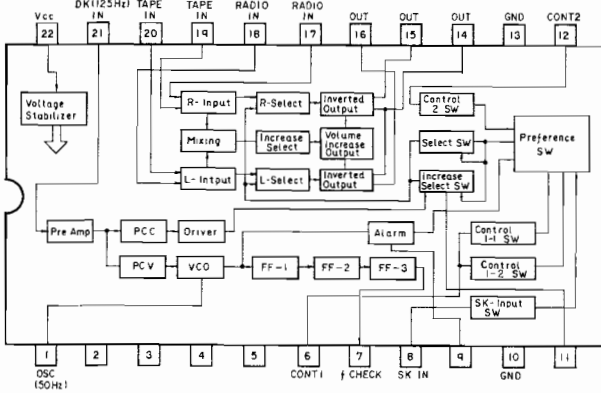 Vcc DK(125Hz) TAPE TAPE RADIO RADIO OUT OUT OUT GND CONT2
IN IN IN IN IN
22 21 20 19 18 17 16 15 14 13 12
Voltage
Stabilizer
R-Input R-Select Inverted
Output
Control
2 SW
Mixing Increase
Select
Volume
Increase
Output
Select SW Preference
SW
L-Intput L-Select Inverted
Output
Increase
Select SW
Pre Amp PCC Driver Alarm Control
1-1 SW
PCV VCO FF-1 FF-2 FF-3 Control
1-2 SW
SK-Input
SW
1 2 3 4 5 6 7 8 9 10 11
OSC CONT1 f CHECK SK IN GND
(50Hz)